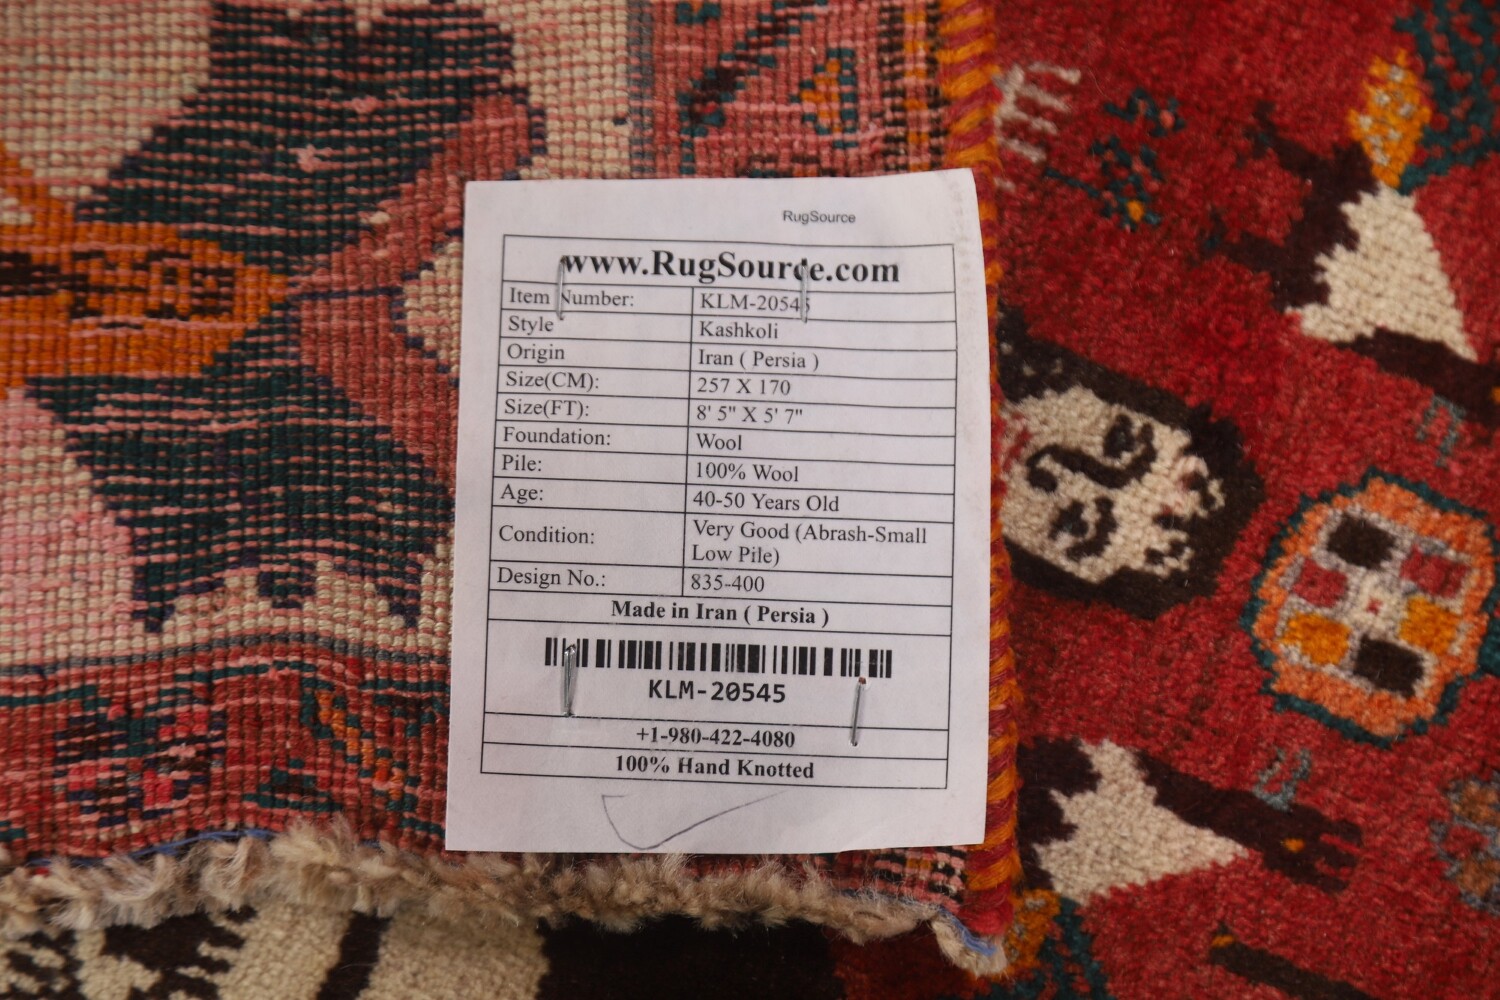 RugSource
www.RugSource.com
Item Number: KLM-20545
Style Kashkoli
Origin Iran ( Persia )
Size(CM): 257 X 170
Size(FT): 8' 5" X 5' 7"
Foundation: Wool
Pile: 100% Wool
Age: 40-50 Years Old
Condition: Very Good (Abrash-Small
Low Pile)
Design No.: 835-400
Made in Iran ( Persia )
KLM-20545
+1-980-422-4080
100% Hand Knotted